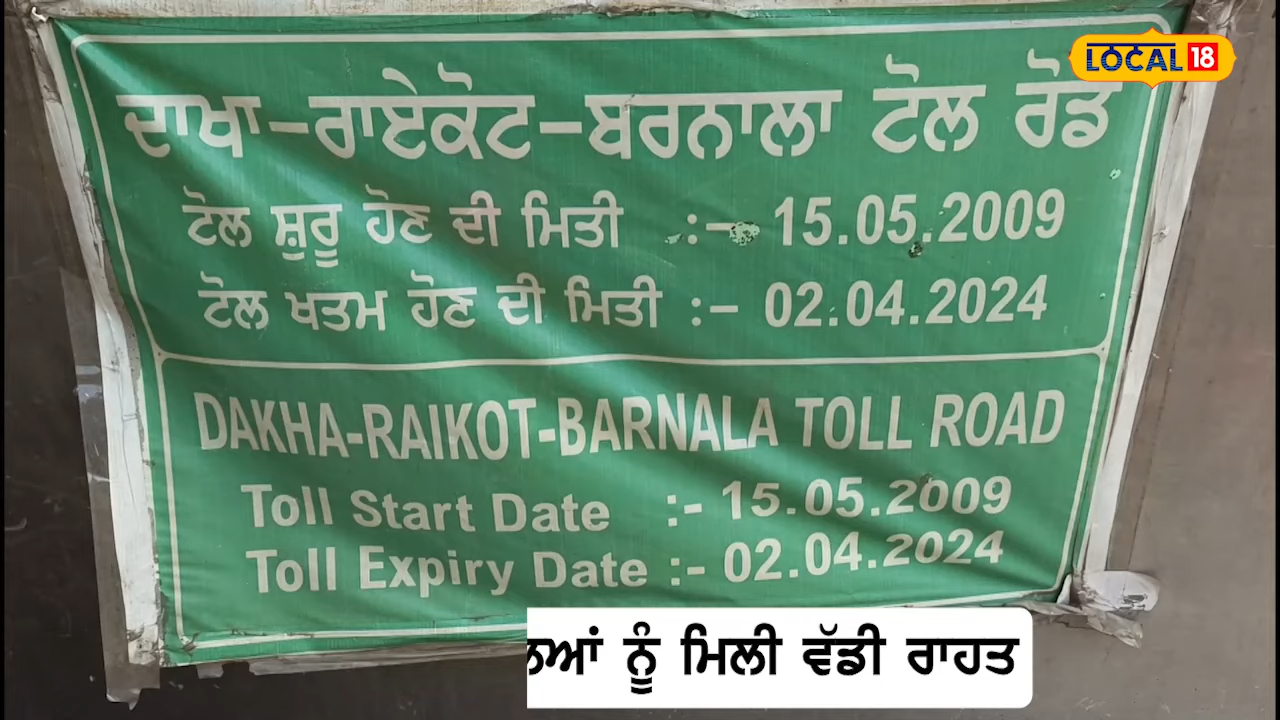 LOCAL 18
ਦਾਖਾ-ਰਾਏਕੋਟ-ਬਰਨਾਲਾ ਟੋਲ ਰੋਡ
ਟੋਲ ਸ਼ੁਰੂ ਹੋਣ ਦੀ ਮਿਤੀ :- 15.05.2009
ਟੋਲ ਖਤਮ ਹੋਣ ਦੀ ਮਿਤੀ :- 02.04.2024
DAKHA-RAIKOT-BARNALA TOLL ROAD
Toll Start Date :- 15.05.2009
Toll Expiry Date :- 02.04.2024
ਨੂੰ ਮਿਲੀ ਵੱਡੀ ਰਾਹਤ